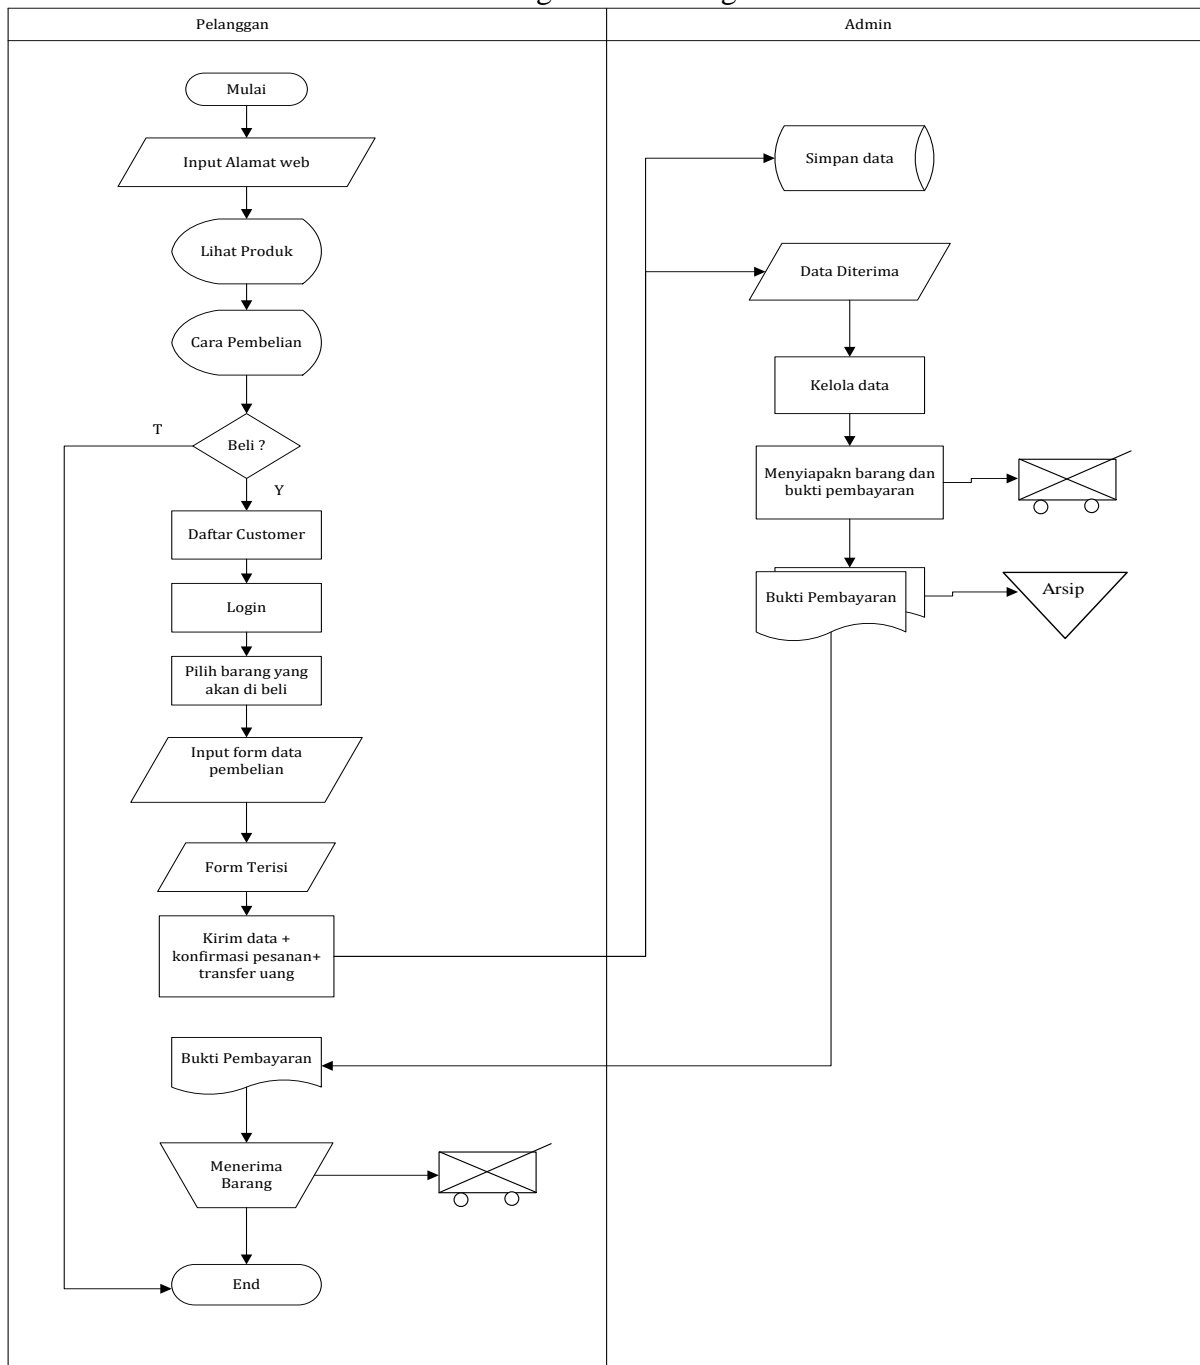 Pelanggan
Admin
Mulai
Input Alamat web
Lihat Produk
Cara Pembelian
T
Beli ?
Y
Daftar Customer
Login
Pilih barang yang
akan di beli
Input form data
pembelian
Form Terisi
Kirim data +
konfirmasi pesanan+
transfer uang
Bukti Pembayaran
Menerima
Barang
End
Simpan data
Data Diterima
Kelola data
Menyiapakn barang dan
bukti pembayaran
Bukti Pembayaran
Arsip